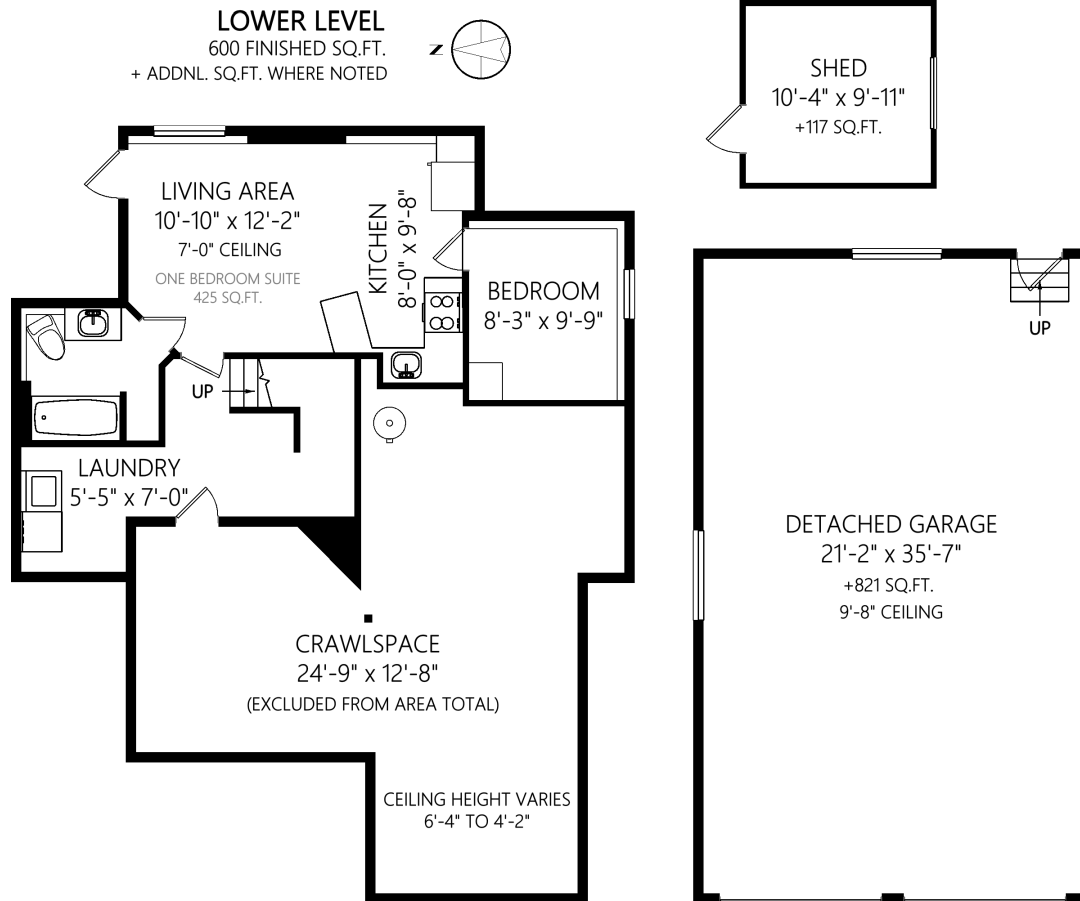 LOWER LEVEL
600 FINISHED SQ.FT.
+ ADDNL. SQ.FT. WHERE NOTED
N
SHED
10'-4" x 9'-11"
+117 SQ.FT.
LIVING AREA
10'-10" x 12'-2"
7'-0" CEILING
ONE BEDROOM SUITE
425 SQ.FT.
KITCHEN
8'-0" x 9'-8"
BEDROOM
8'-3" x 9'-9"
UP
UP
LAUNDRY
5'-5" x 7'-0"
DETACHED GARAGE
21'-2" x 35'-7"
+821 SQ.FT.
9'-8" CEILING
CRAWLSPACE
24'-9" x 12'-8"
(EXCLUDED FROM AREA TOTAL)
CEILING HEIGHT VARIES
6'-4" TO 4'-2"